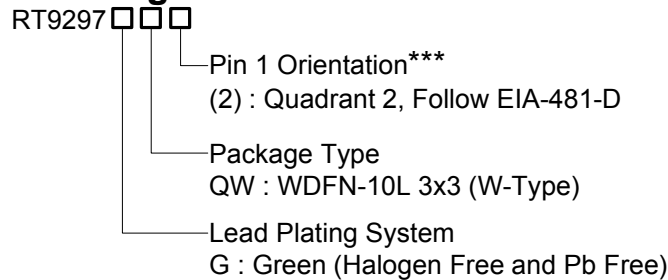 RT9297
Pin 1 Orientation***
(2) : Quadrant 2, Follow EIA-481-D
Package Type
QW : WDFN-10L 3x3 (W-Type)
Lead Plating System
G : Green (Halogen Free and Pb Free)